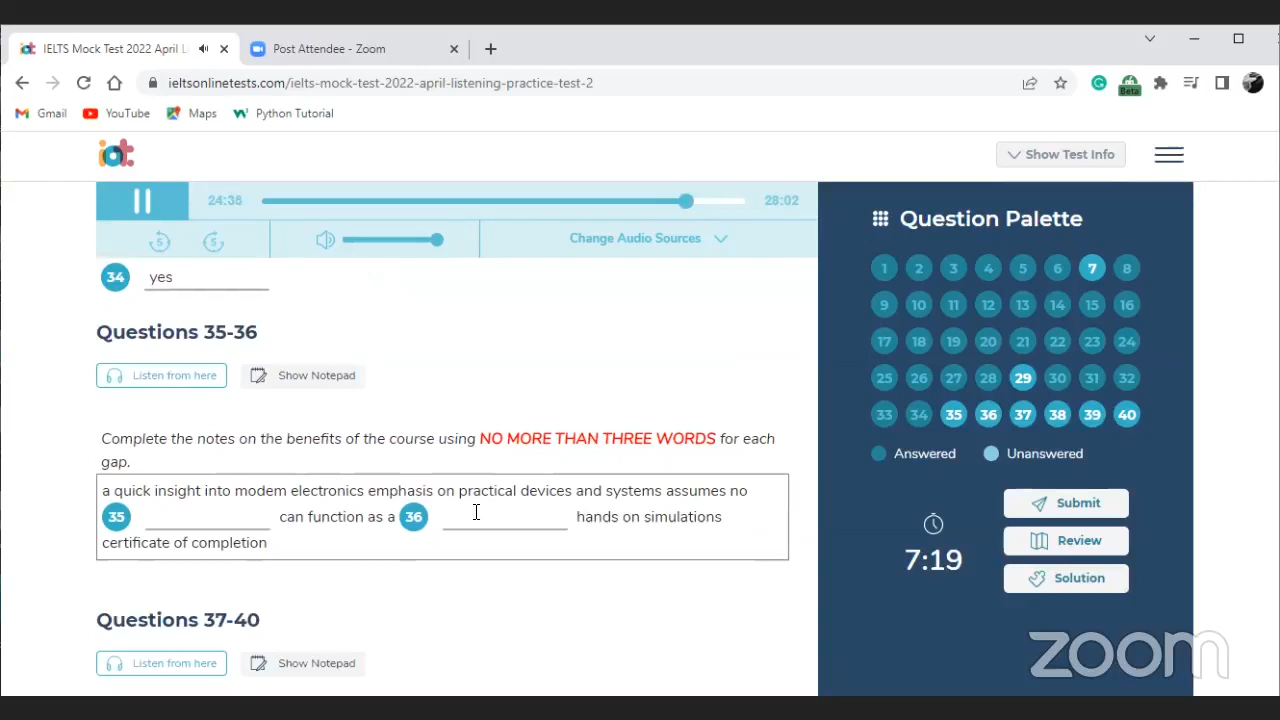 IELTS Mock Test 2022 April L
Post Attendee - Zoom
ieltsonlinetests.com/ielts-mock-test-2022-april-listening-practice-test-2
Beta
Gmail YouTube Maps Python Tutorial
iot
Show Test Info
24:38 28:02
5 5 Change Audio Sources
34 yes
Questions 35-36
Listen from here Show Notepad
Complete the notes on the benefits of the course using NO MORE THAN THREE WORDS for each
gap.
a quick insight into modem electronics emphasis on practical devices and systems assumes no
35 can function as a 36 hands on simulations
certificate of completion
Questions 37-40
Listen from here Show Notepad
Question Palette
1 2 3 4 5 6 7 8
9 10 11 12 13 14 15 16
17 18 19 20 21 22 23 24
25 26 27 28 29 30 31 32
33 34 35 36 37 38 39 40
Answered Unanswered
7:19
Submit
Review
Solution
zoom